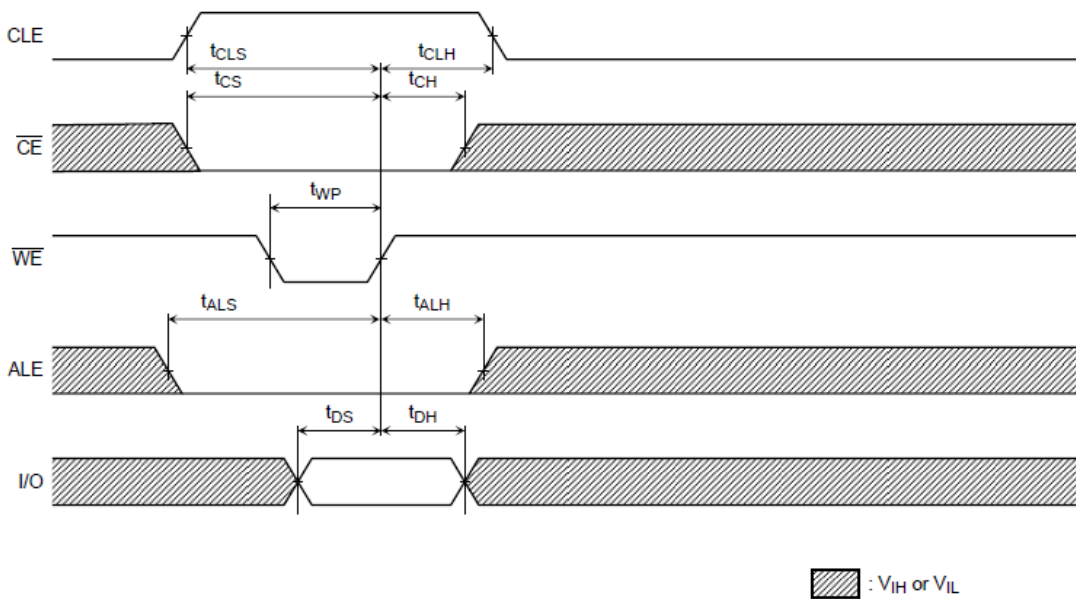 CLE
tCLS
tCLH
tCS
tCH
CE
tWP
WE
tALS
tALH
ALE
tDS
tDH
I/O
: VIH or VIL